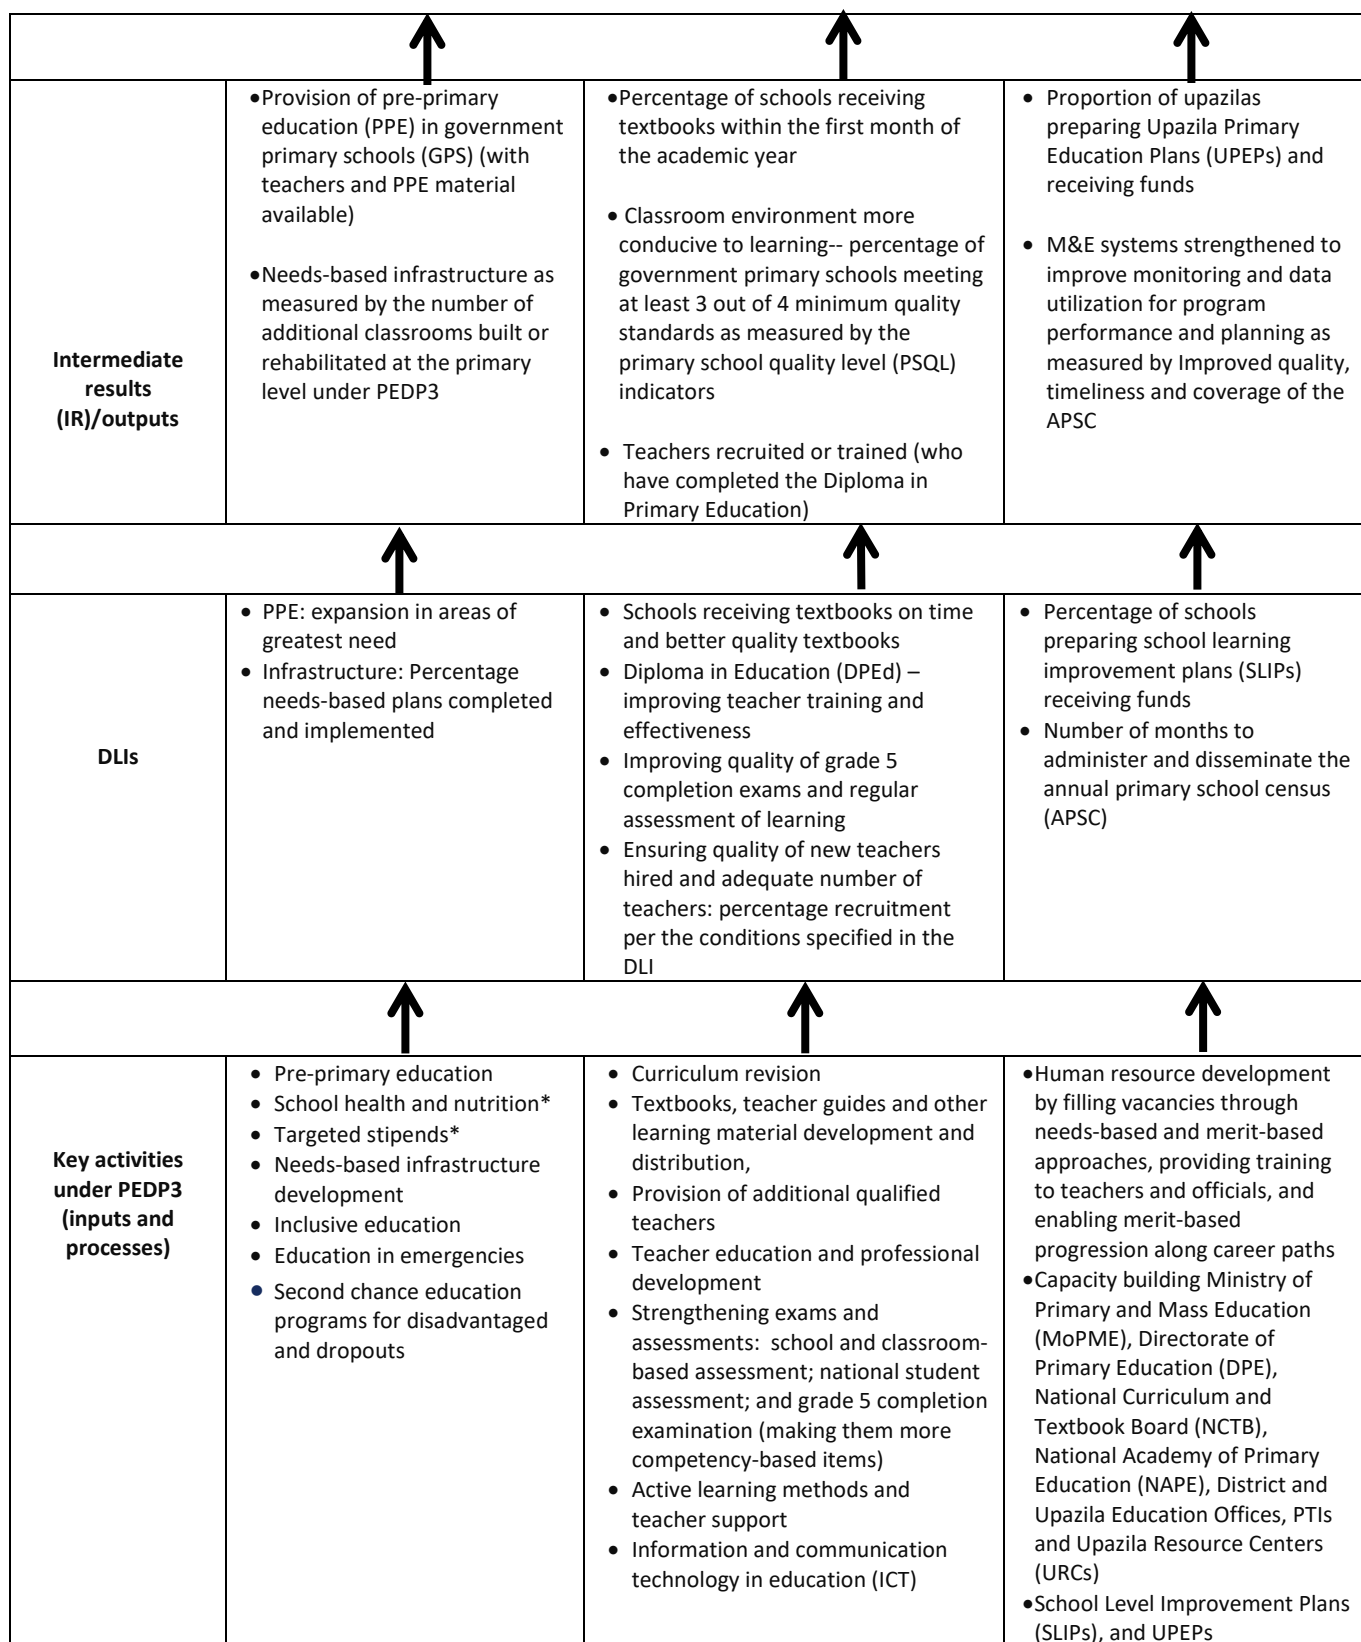 Intermediate
results
(IR)/outputs
•Provision of pre-primary
education (PPE) in government
primary schools (GPS) (with
teachers and PPE material
available)
•Needs-based infrastructure as
measured by the number of
additional classrooms built or
rehabilitated at the primary
level under PEDP3
•Percentage of schools receiving
textbooks within the first month of
the academic year
• Classroom environment more
conducive to learning-- percentage of
government primary schools meeting
at least 3 out of 4 minimum quality
standards as measured by the
primary school quality level (PSQL)
indicators
• Teachers recruited or trained (who
have completed the Diploma in
Primary Education)
• Proportion of upazilas
preparing Upazila Primary
Education Plans (UPEPs) and
receiving funds
• M&E systems strengthened to
improve monitoring and data
utilization for program
performance and planning as
measured by Improved quality,
timeliness and coverage of the
APSC
DLIs
• PPE: expansion in areas of
greatest need
• Infrastructure: Percentage
needs-based plans completed
and implemented
• Schools receiving textbooks on time
and better quality textbooks
• Diploma in Education (DPEd) –
improving teacher training and
effectiveness
• Improving quality of grade 5
completion exams and regular
assessment of learning
• Ensuring quality of new teachers
hired and adequate number of
teachers: percentage recruitment
per the conditions specified in the
DLI
• Percentage of schools
preparing school learning
improvement plans (SLIPs)
receiving funds
• Number of months to
administer and disseminate the
annual primary school census
(APSC)
Key activities
under PEDP3
(inputs and
processes)
• Pre-primary education
• School health and nutrition*
• Targeted stipends*
• Needs-based infrastructure
development
• Inclusive education
• Education in emergencies
• Second chance education
programs for disadvantaged
and dropouts
• Curriculum revision
• Textbooks, teacher guides and other
learning material development and
distribution,
• Provision of additional qualified
teachers
• Teacher education and professional
development
• Strengthening exams and
assessments: school and classroom-
based assessment; national student
assessment; and grade 5 completion
examination (making them more
competency-based items)
• Active learning methods and
teacher support
• Information and communication
technology in education (ICT)
•Human resource development
by filling vacancies through
needs-based and merit-based
approaches, providing training
to teachers and officials, and
enabling merit-based
progression along career paths
•Capacity building Ministry of
Primary and Mass Education
(MoPME), Directorate of
Primary Education (DPE),
National Curriculum and
Textbook Board (NCTB),
National Academy of Primary
Education (NAPE), District and
Upazila Education Offices, PTIs
and Upazila Resource Centers
(URCs)
•School Level Improvement Plans
(SLIPs), and UPEPs